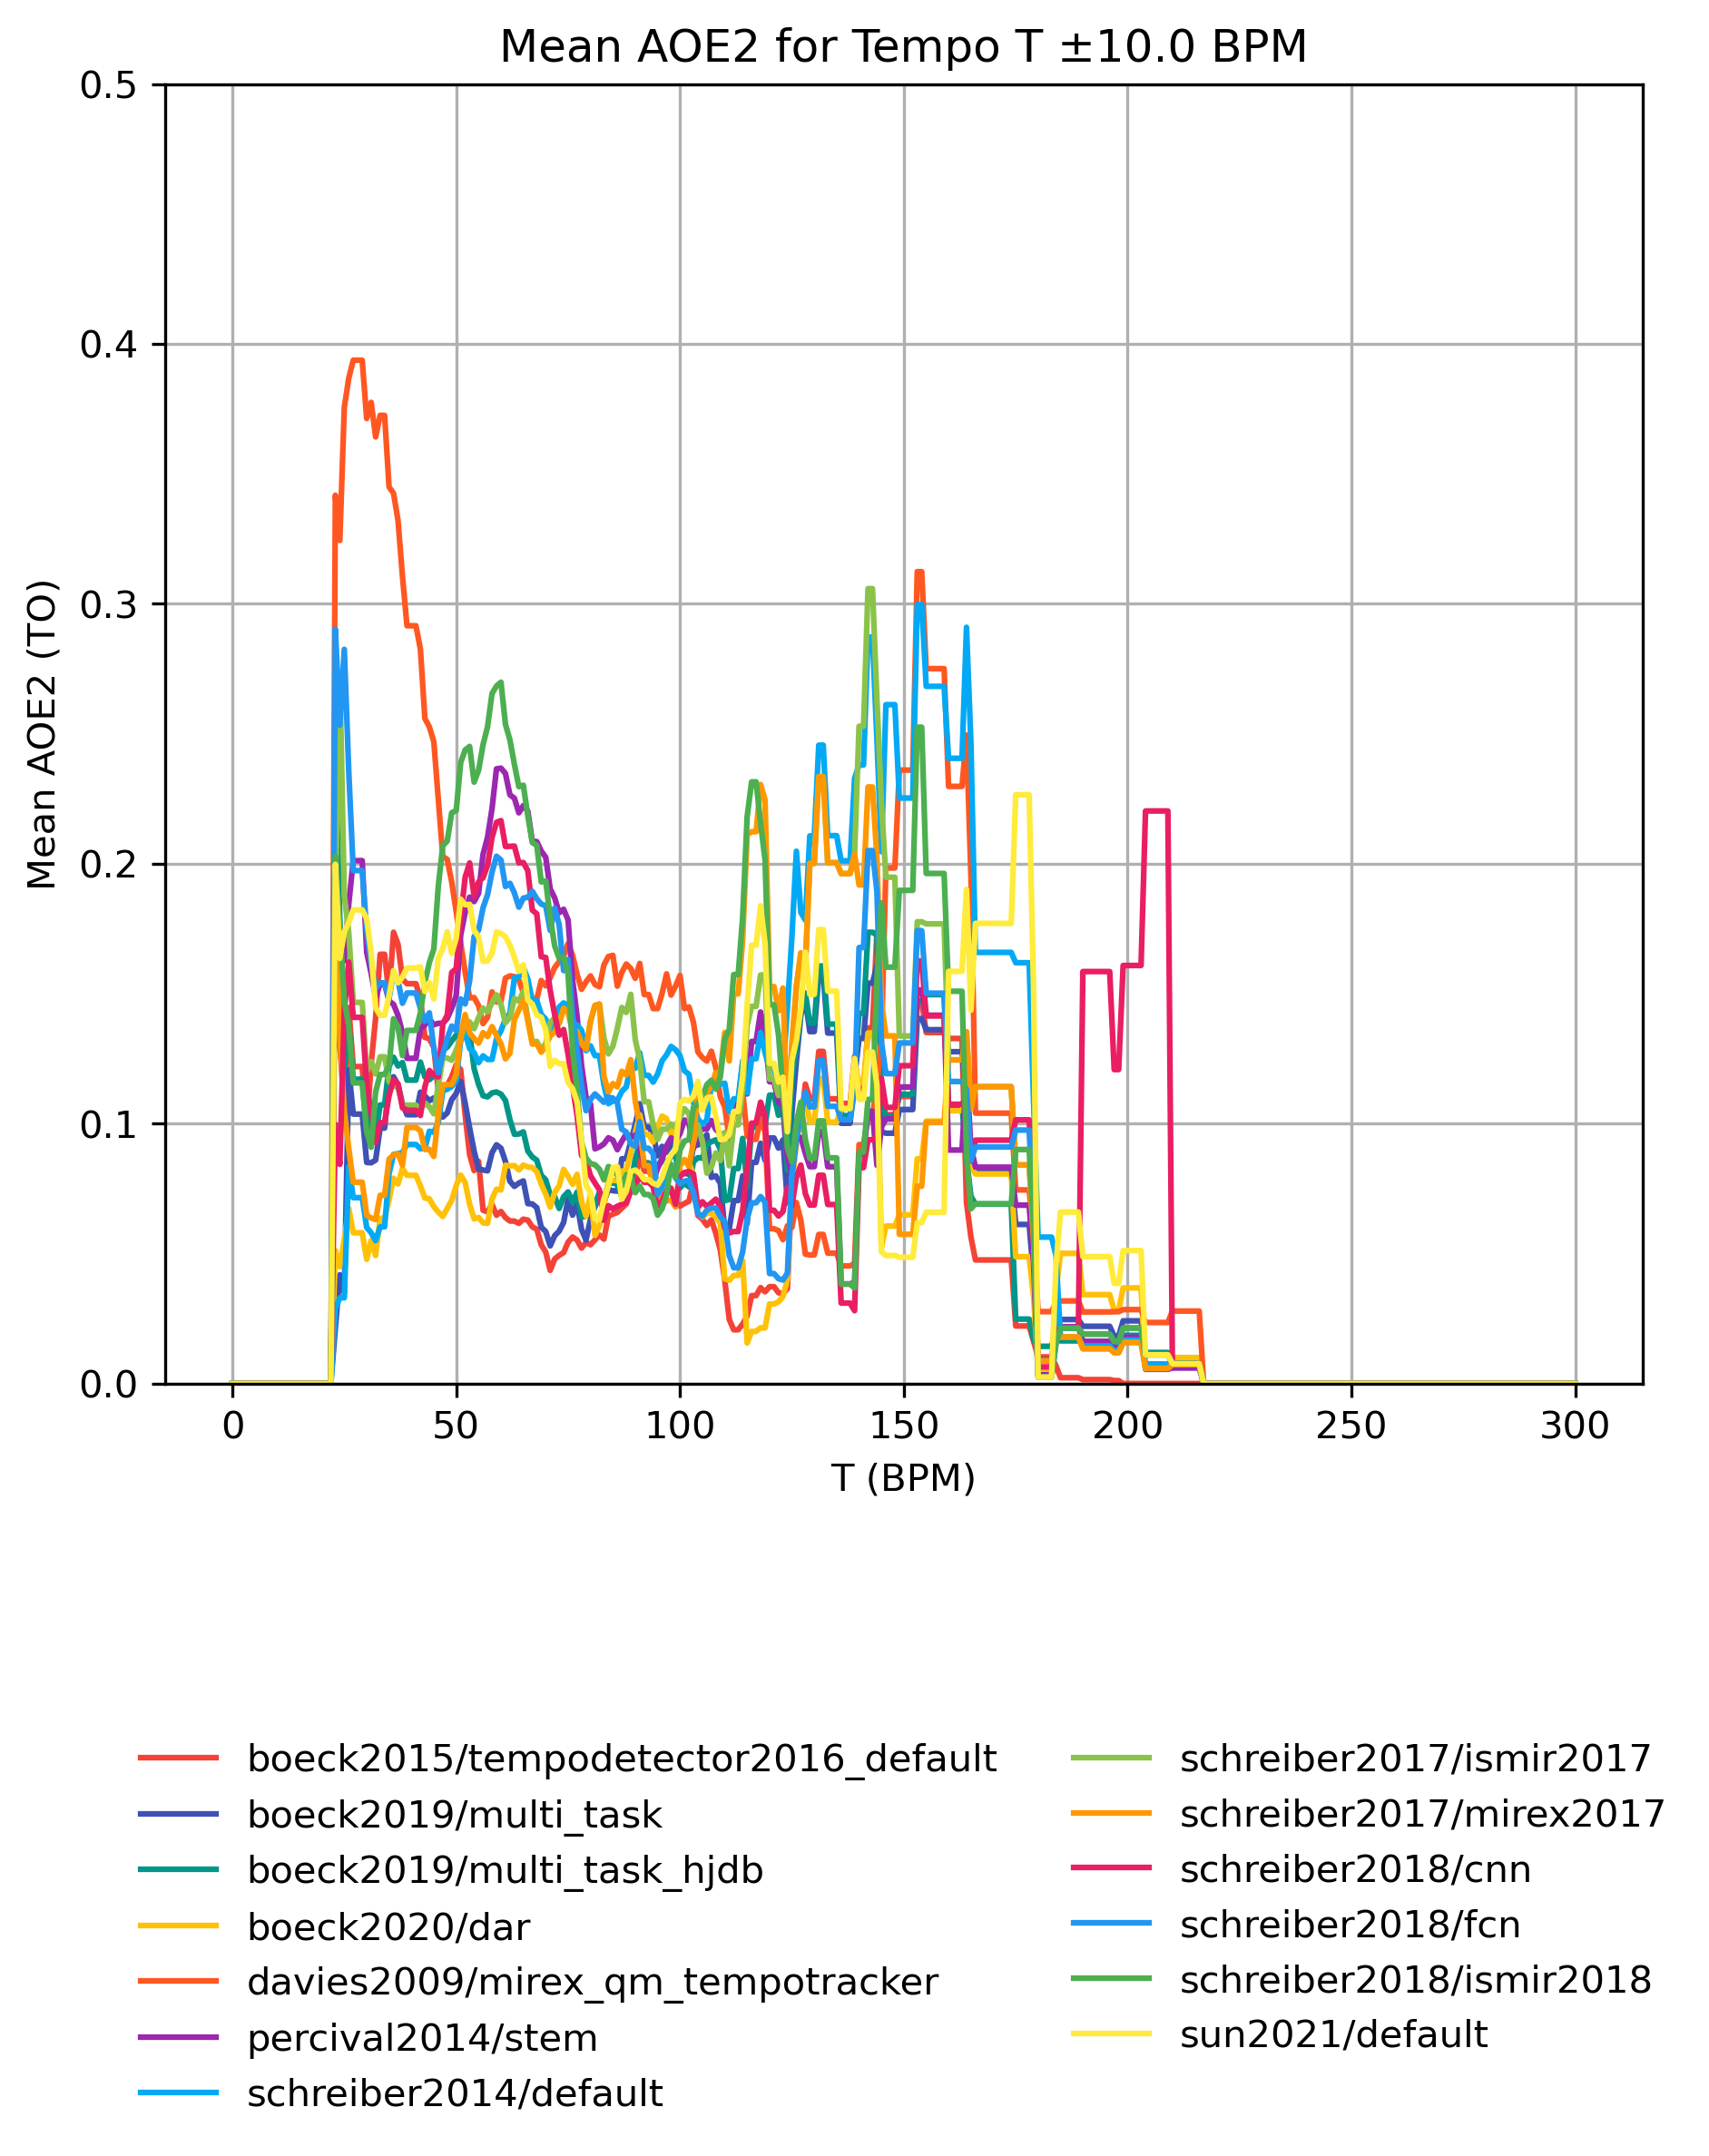 Mean AOE2 for Tempo T ±10.0 BPM
0.5
0.4
0.3
0.2
0.1
0.0
Mean AOE2 (TO)
0 50 100 150 200 250 300
T (BPM)
boeck2015/tempodetector2016_default
boeck2019/multi_task
boeck2019/multi_task_hjdb
boeck2020/dar
davies2009/mirex_qm_tempotracker
percival2014/stem
schreiber2014/default
schreiber2017/ismir2017
schreiber2017/mirex2017
schreiber2018/cnn
schreiber2018/fcn
schreiber2018/ismir2018
sun2021/default